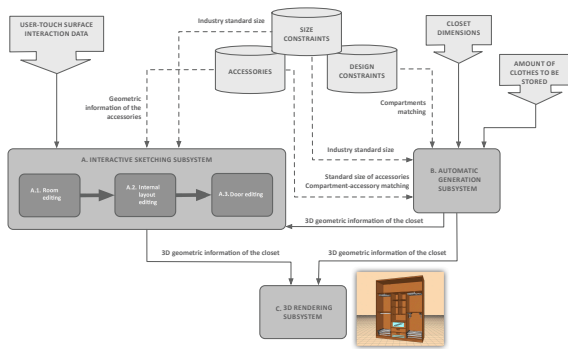 USER-TOUCH SURFACE
INTERACTION DATA
SIZE
CONSTRAINTS
CLOSET
DIMENSIONS
ACCESSORIES
DESIGN
CONSTRAINTS
AMOUNT OF
CLOTHES TO BE
STORED
Industry standard size
Geometric
information of the
accessories
Compartments
matching
A. INTERACTIVE SKETCHING SUBSYSTEM
A.1. Room
editing
A.2. Internal
layout
editing
A.3. Door editing
Industry standard size
Standard size of accessories
Compartment-accessory matching
B. AUTOMATIC
GENERATION
SUBSYSTEM
3D geometric information of the closet
3D geometric information of the closet
3D geometric information of the closet
C. 3D RENDERING
SUBSYSTEM